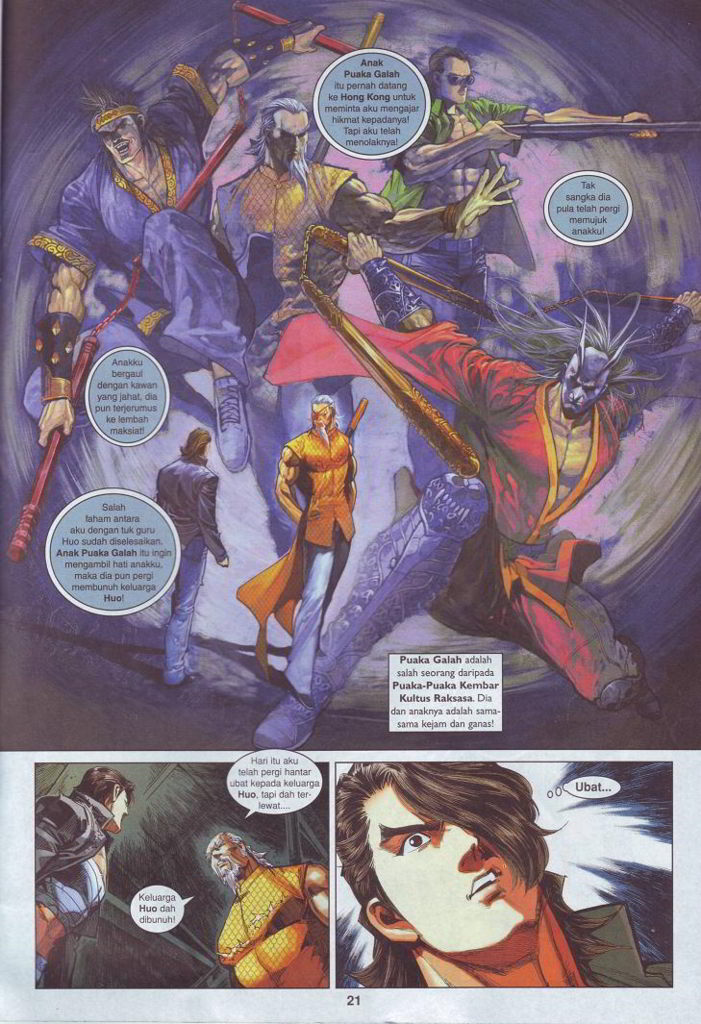 Anak
Puaka Galah
itu pernah datang
ke Hong Kong untuk
meminta aku mengajar
hikmat kepadanya!
Tapi aku telah
menolaknya!
Tak
sangka dia
pula telah pergi
memujuk
anakku!
Anakku
bergaul
dengan kawan
yang jahat, dia
pun terjerumus
ke lembah
maksiat!
Salah
faham antara
aku dengan tuk guru
Huo sudah diselesaikan.
Anak Puaka Galah itu ingin
mengambil hati anakku,
maka dia pun pergi
membunuh keluarga
Huo!
Puaka Galah adalah
salah seorang daripada
Puaka-Puaka Kembar
Kultus Raksasa. Dia
dan anaknya adalah sama-
sama kejam dan ganas!
Hari itu aku
telah pergi hantar
ubat kepada keluarga
Huo, tapi dah ter-
lewat....
Keluarga
Huo dah
dibunuh!
Ubat...
21